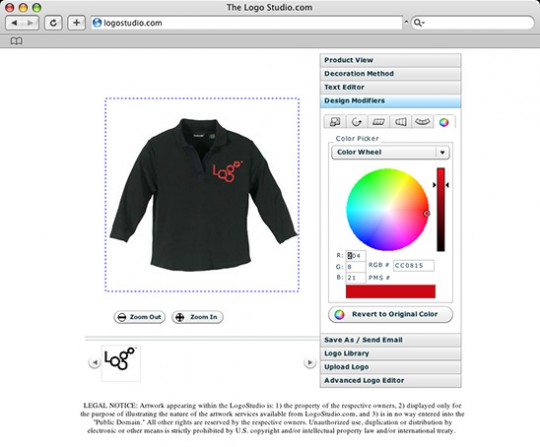 The Logo Studio.com
logostudio.com
Product View
Decoration Method
Text Editor
Design Modifiers
Color Picker
Color Wheel
Logo
R: 204
G: 8
B: 21
RGB # CC0815
PMS #
Revert to Original Color
Zoom Out
Zoom In
Logo
Save As / Send Email
Logo Library
Upload Logo
Advanced Logo Editor
LEGAL NOTICE: Artwork appearing within the LogoStudio is: 1) the property of the respective owners, 2) displayed only for
the purpose of illustrating the nature of the artwork services available from LogoStudio.com, and 3) is in no way entered into the
"Public Domain." All other rights are reserved by the respective owners. Unauthorized use, duplication or distribution by
electronic or other means is strictly prohibited by U.S. copyright and/or intellectual property law and/or international treaty.